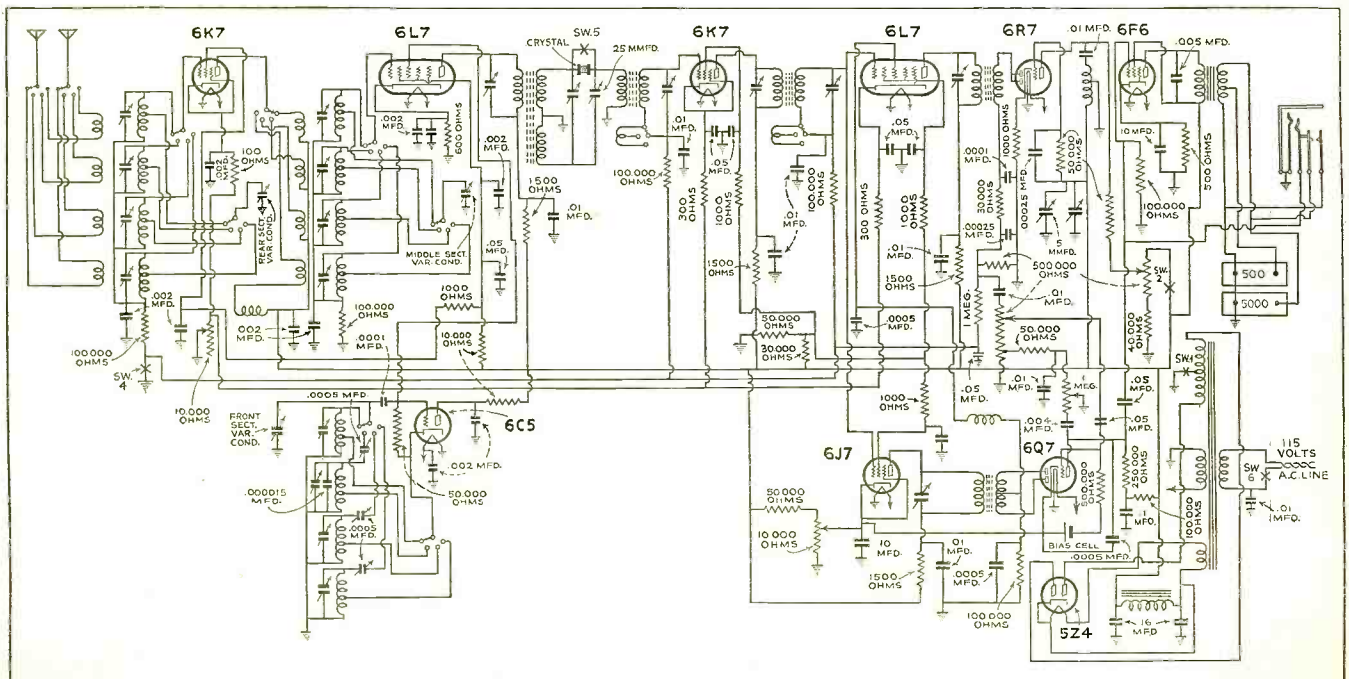 6K7
6L7
CRYSTAL
SW.5
25 MMFD.
6K7
6L7
6R7
.01 MFD.
6F6
.005 MFD.
.002 MFD.
100
OHMS
REAR SECT.
VAR. COND.
.002
MFD.
600 OHMS
.002
MFD.
1500
OHMS
.01
MFD.
MIDDLE SECT.
VAR. COND.
.05
MFD.
.01
MFD.
100.000
OHMS
300 OHMS
.05
MFD.
1000
OHMS
.01
MFD.
100.000
OHMS
1500
OHMS
.05
MFD.
300 OHMS
1000
OHMS
.0001
MFD.
1000 OHMS
30.000
OHMS
.00025 MFD.
.00025
MFD.
50.000
OHMS
5
MMFD.
10 MFD.
500 OHMS
100.000
OHMS
.01
MFD.
1500
OHMS
500.000
OHMS
.01
MFD.
1 MEG.
SW.
2
40.000
OHMS
500
5000
.002
MFD.
100.000
OHMS
SW.
4
10.000
OHMS
.002
MFD.
100.000
OHMS
1000
OHMS
10.000
OHMS
50.000
OHMS
30.000
OHMS
.0005
MFD.
50.000
OHMS
.05
MFD.
.01
MFD.
1 MEG.
.05
MFD.
SW.1
.0001
MFD.
.0005 MFD.
FRONT
SECT.
VAR.
COND.
6C5
.002 MFD.
50.000
OHMS
.000015
MFD.
.0005
MFD.
1000
OHMS
6J7
.004
MFD.
.05
MFD.
6Q7
500.000
OHMS
250.000
OHMS
.1
MFD.
100.000
OHMS
115
VOLTS
A.C. LINE
SW
6
.01
MFD.
50.000
OHMS
10.000
OHMS
10
MFD.
1500
OHMS
.01
MFD.
.0005
MFD.
100.000
OHMS
BIAS CELL
.0005 MFD.
5Z4
16
MFD